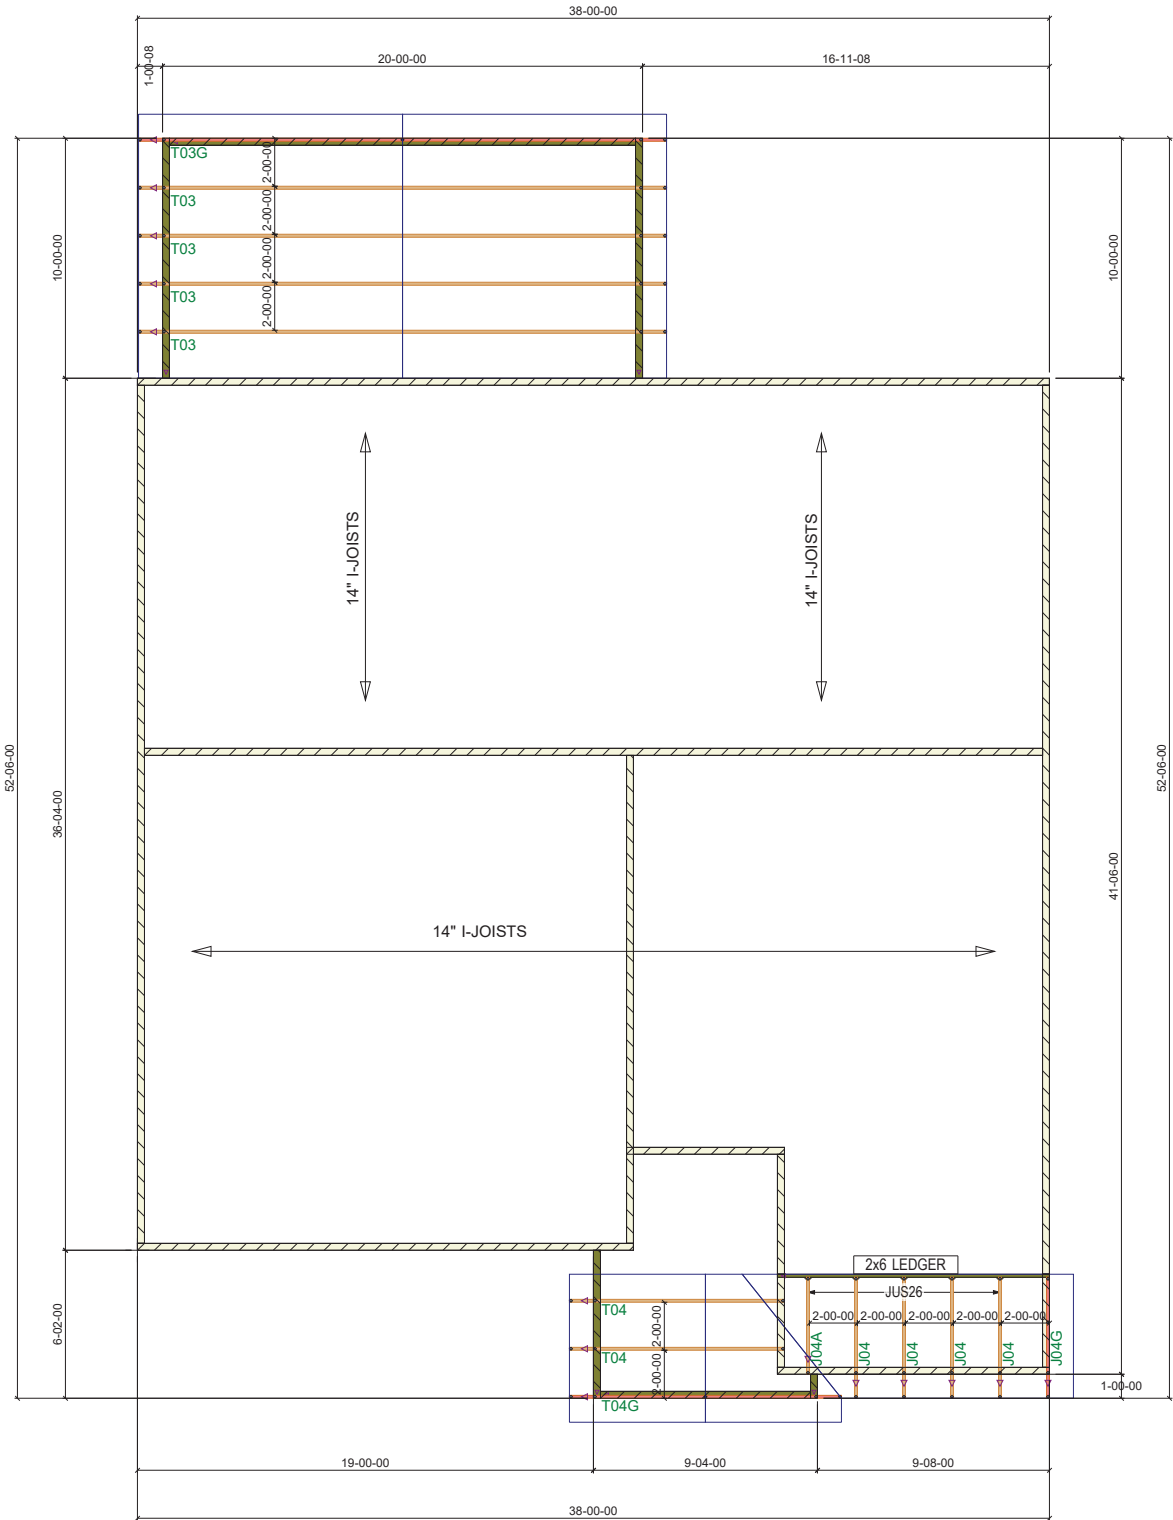 38-00-00
1-00-08
20-00-00
16-11-08
T03G
2-00-00
T03
2-00-00
T03
2-00-00
T03
2-00-00
T03
10-00-00
10-00-00
14" I-JOISTS
14" I-JOISTS
52-06-00
52-06-00
36-04-00
41-06-00
14" I-JOISTS
2x6 LEDGER
JUS26
2-00-00
2-00-00
2-00-00
2-00-00
2-00-00
T04
2-00-00
T04
2-00-00
T04G
J04A
J04
J04
J04
J04
J04G
6-02-00
1-00-00
19-00-00
9-04-00
9-08-00
38-00-00